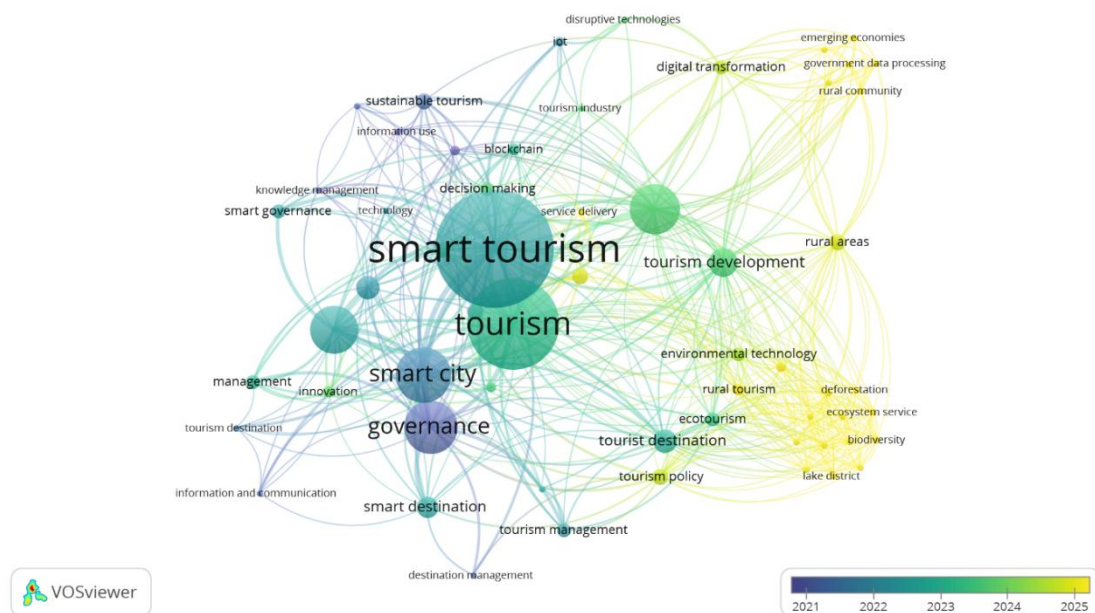 disruptive technologies
emerging economies
iot
digital transformation
government data processing
rural community
sustainable tourism
tourism industry
information use
blockchain
knowledge management
decision making
smart governance
technology
service delivery
smart tourism
rural areas
tourism development
tourism
environmental technology
smart city
management
innovation
rural tourism
deforestation
ecosystem service
ecotourism
governance
tourism destination
tourist destination
biodiversity
tourism policy
lake district
information and communication
smart destination
tourism management
destination management
VOSviewer
2021 2022 2023 2024 2025